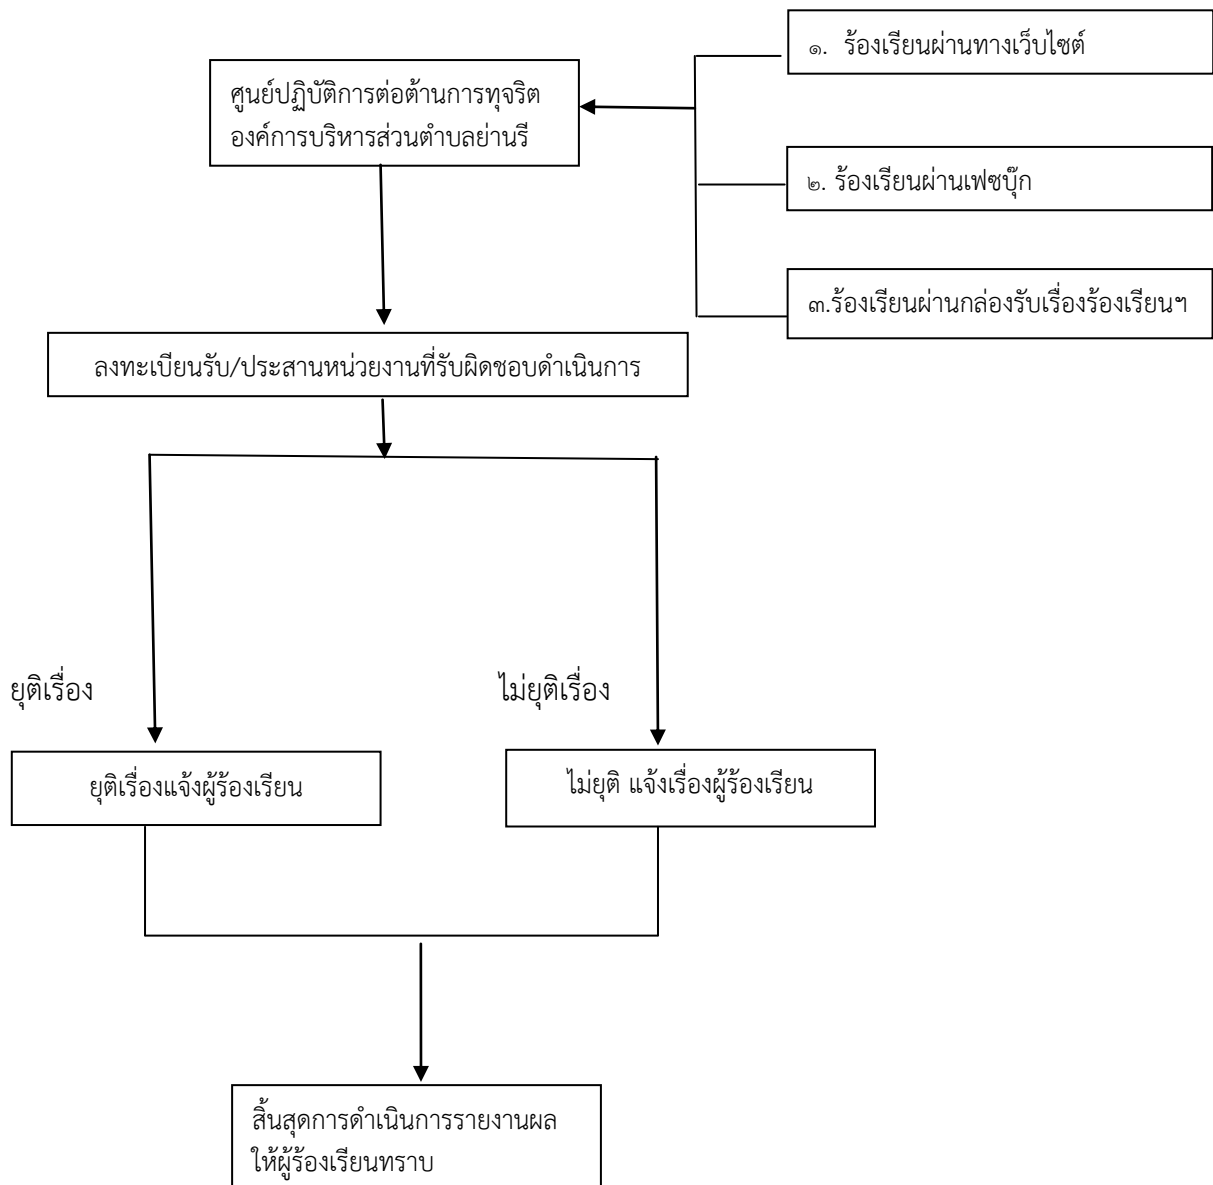 ๑. ร้องเรียนผ่านทางเว็บไซต์
ศูนย์ปฏิบัติการต่อต้านการทุจริต
องค์การบริหารส่วนตำบลย่านรี
๒. ร้องเรียนผ่านเฟซบุ๊ก
๓.ร้องเรียนผ่านกล่องรับเรื่องร้องเรียนฯ
ลงทะเบียนรับ/ประสานหน่วยงานที่รับผิดชอบดำเนินการ
ยุติเรื่อง
ไม่ยุติเรื่อง
ยุติเรื่องแจ้งผู้ร้องเรียน
ไม่ยุติ แจ้งเรื่องผู้ร้องเรียน
สิ้นสุดการดำเนินการรายงานผล
ให้ผู้ร้องเรียนทราบ